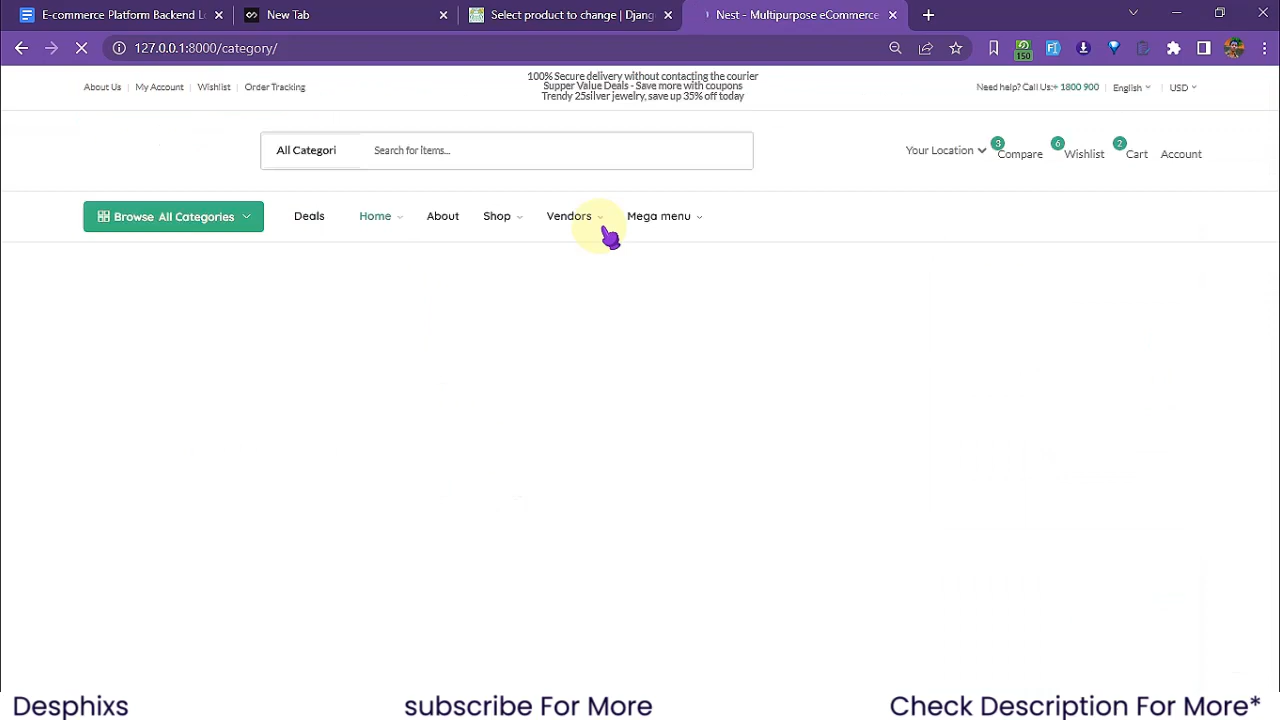 E-commerce Platform Backend Lo
New Tab
Select product to change | Djang
Nest - Multipurpose eCommerce
127.0.0.1:8000/category/
150
About Us
My Account
Wishlist
Order Tracking
100% Secure delivery without contacting the courier
Supper Value Deals - Save more with coupons
Trendy 25silver jewelry, save up 35% off today
Need help? Call Us:+ 1800 900
English
USD
All Categori
Search for items...
Your Location
3
Compare
6
Wishlist
2
Cart
Account
Browse All Categories
Deals
Home
About
Shop
Vendors
Mega menu
Desphixs
subscribe For More
Check Description For More*